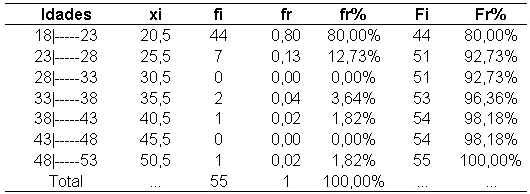 Idades xi fi fr fr% Fi Fr%
18|-----23 20,5 44 0,80 80,00% 44 80,00%
23|-----28 25,5 7 0,13 12,73% 51 92,73%
28|-----33 30,5 0 0,00 0,00% 51 92,73%
33|-----38 35,5 2 0,04 3,64% 53 96,36%
38|-----43 40,5 1 0,02 1,82% 54 98,18%
43|-----48 45,5 0 0,00 0,00% 54 98,18%
48|-----53 50,5 1 0,02 1,82% 55 100,00%
Total ... 55 1 100,00% ... ...